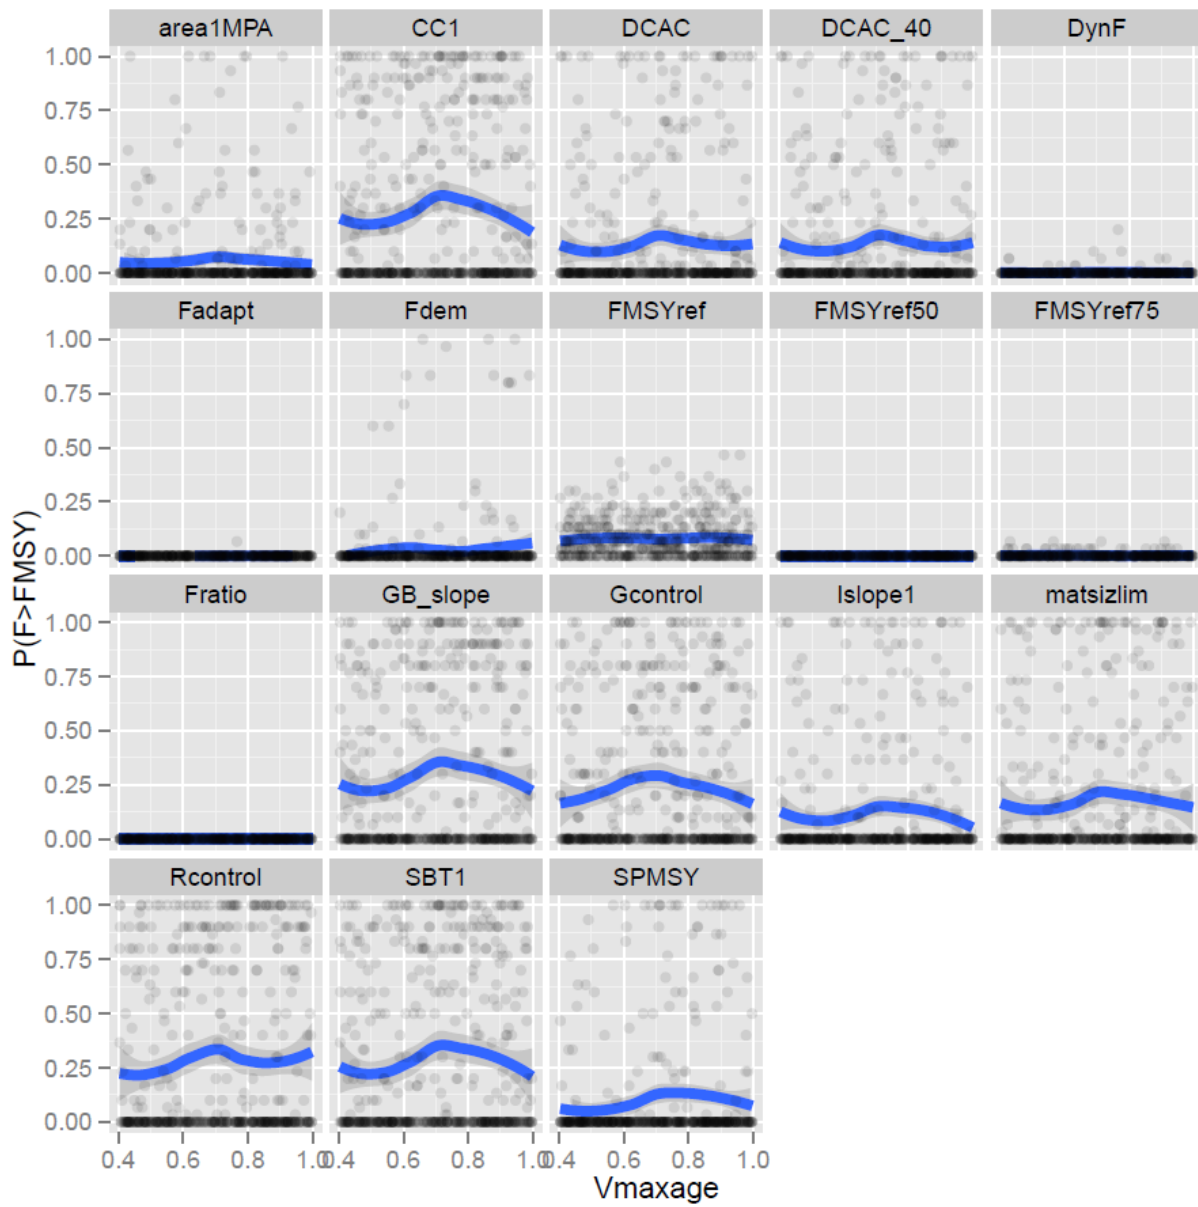 area1MPA CC1 DCAC DCAC_40 DynF
1.00
0.75
0.50
0.25
0.00
Fadapt Fdem FMSYref FMSYref50 FMSYref75
1.00
0.75
0.50
0.25
0.00
P(F>FMSY)
Fratio GB_slope Gcontrol Islope1 matsizlim
1.00
0.75
0.50
0.25
0.00
Rcontrol SBT1 SPMSY
1.00
0.75
0.50
0.25
0.00
0.4 0.6 0.8 1.0 0.4 0.6 0.8 1.0 0.4 0.6 0.8 1.0
Vmaxage